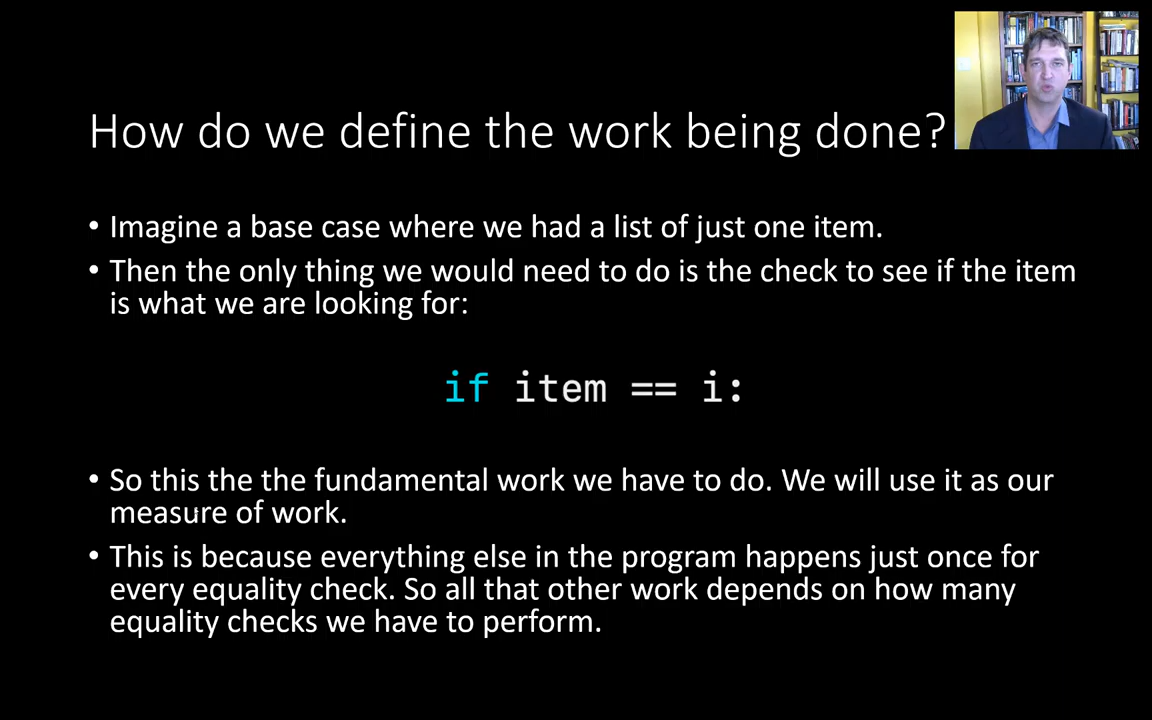 How do we define the work being done?
• Imagine a base case where we had a list of just one item.
• Then the only thing we would need to do is the check to see if the item
is what we are looking for:
if item == i:
• So this the the fundamental work we have to do. We will use it as our
measure of work.
• This is because everything else in the program happens just once for
every equality check. So all that other work depends on how many
equality checks we have to perform.